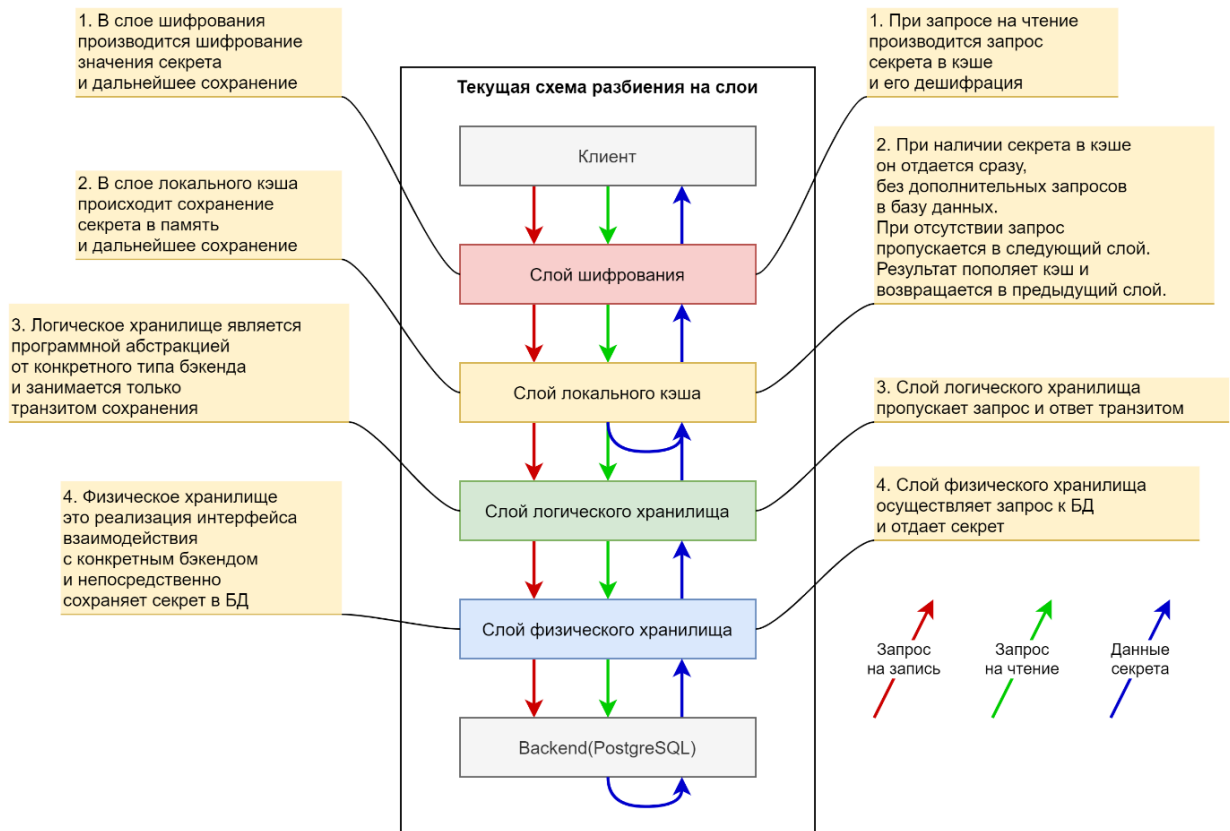 1. В слое шифрования
производится шифрование
значения секрета
и дальнейшее сохранение
2. В слое локального кэша
происходит сохранение
секрета в память
и дальнейшее сохранение
3. Логическое хранилище является
программной абстракцией
от конкретного типа бэкенда
и занимается только
транзитом сохранения
4. Физическое хранилище
это реализация интерфейса
взаимодействия
с конкретным бэкендом
и непосредственно
сохраняет секрет в БД
Текущая схема разбиения на слои
Клиент
Слой шифрования
Слой локального кэша
Слой логического хранилища
Слой физического хранилища
Backend(PostgreSQL)
1. При запросе на чтение
производится запрос
секрета в кэше
и его дешифрация
2. При наличии секрета в кэше
он отдается сразу,
без дополнительных запросов
в базу данных.
При отсутствии запрос
пропускается в следующий слой.
Результат пополяет кэш и
возвращается в предыдущий слой.
3. Слой логического хранилища
пропускает запрос и ответ транзитом
4. Слой физического хранилища
осуществляет запрос к БД
и отдает секрет
Запрос
на запись
Запрос
на чтение
Данные
секрета